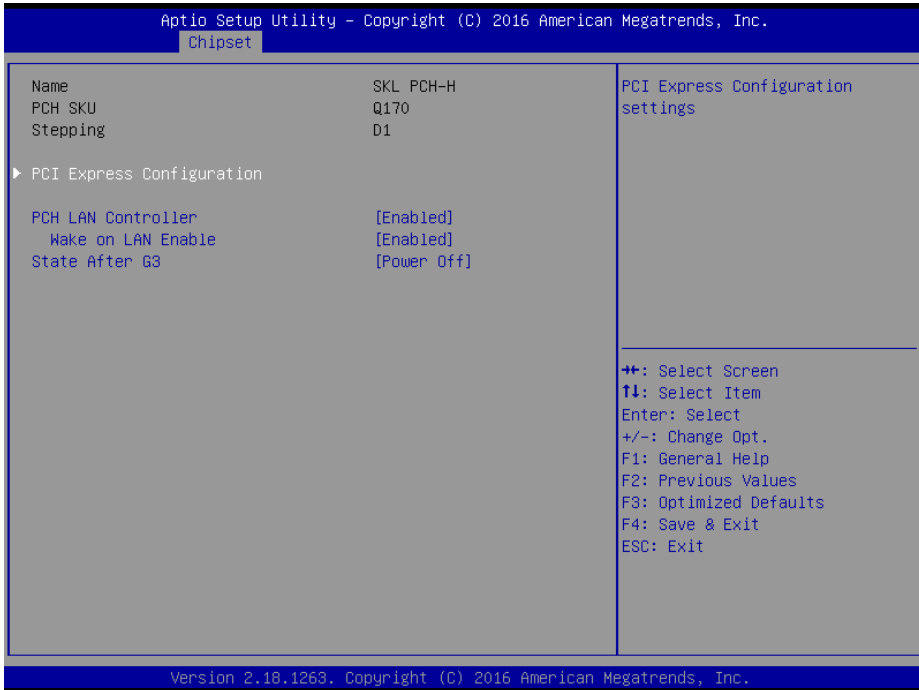 Aptio Setup Utility – Copyright (C) 2016 American Megatrends, Inc.
Chipset
Name SKL PCH-H
PCH SKU Q170
Stepping D1
PCI Express Configuration
PCH LAN Controller [Enabled]
Wake on LAN Enable [Enabled]
State After G3 [Power Off]
PCI Express Configuration
settings
→←: Select Screen
↑↓: Select Item
Enter: Select
+/-: Change Opt.
F1: General Help
F2: Previous Values
F3: Optimized Defaults
F4: Save & Exit
ESC: Exit
Version 2.18.1263. Copyright (C) 2016 American Megatrends, Inc.